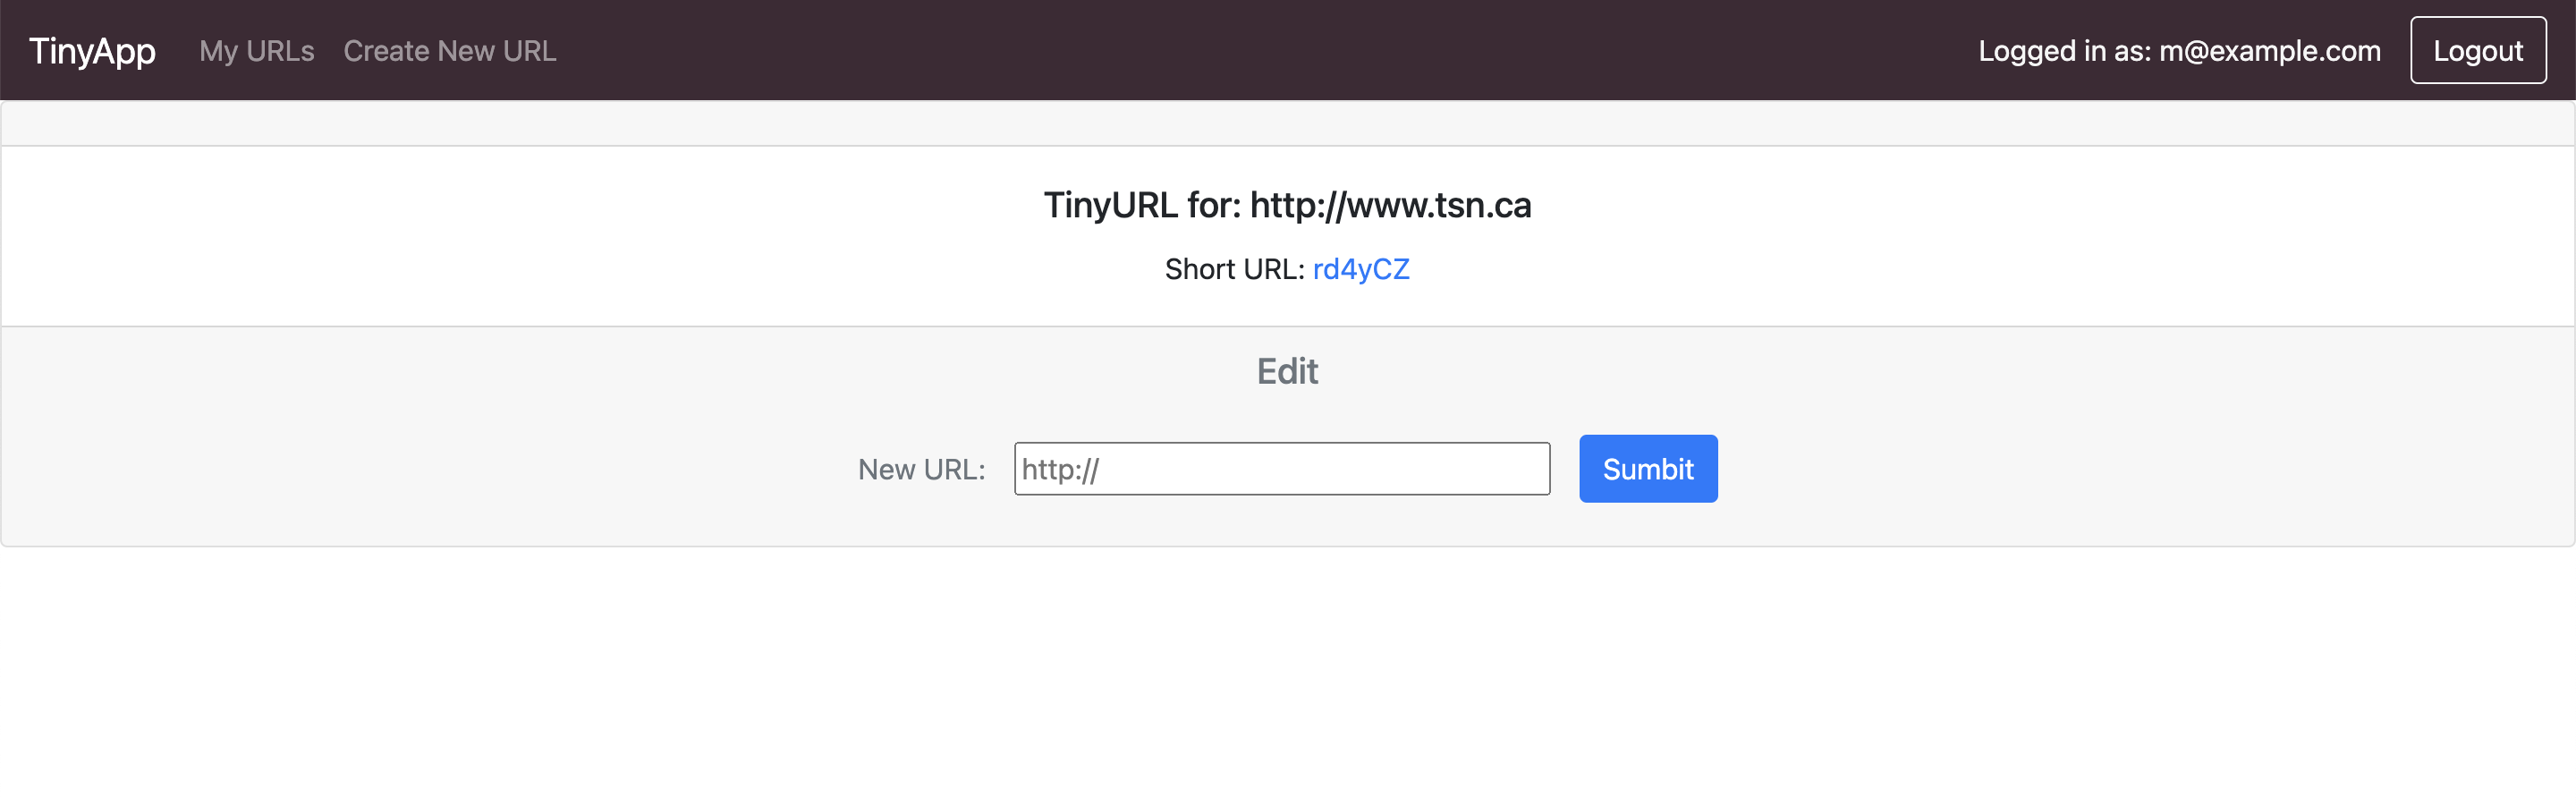 TinyApp My URLs Create New URL Logged in as: m@example.com Logout
TinyURL for: http://www.tsn.ca
Short URL: rd4yCZ
Edit
New URL: http:// Sumbit